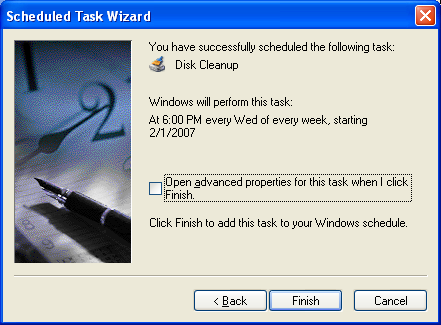 Scheduled Task Wizard
You have successfully scheduled the following task:
Disk Cleanup
Windows will perform this task:
At 6:00 PM every Wed of every week, starting
2/1/2007
Open advanced properties for this task when I click
Finish.
Click Finish to add this task to your Windows schedule.
< Back
Finish
Cancel